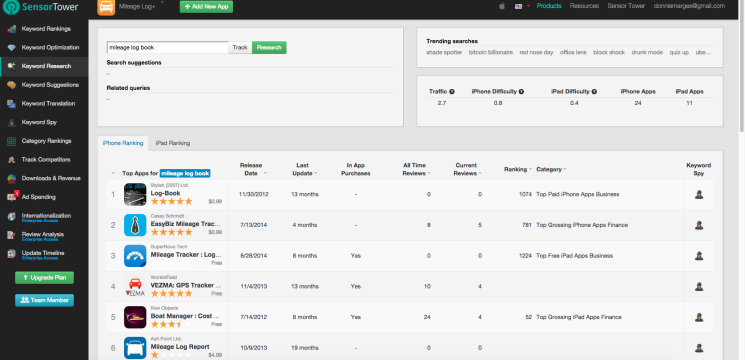 SensorTower
Mileage Log+
+ Add New App
Products Resources Sensor Tower donniemargee@gmail.com
Keyword Rankings
Keyword Optimization
Keyword Research
Keyword Suggestions
Keyword Translation
Keyword Spy
Category Rankings
Track Competitors
Downloads & Revenue
Ad Spending
Internationalization
Enterprise Access
Review Analysis
Enterprise Access
Update Timeline
Enterprise Access
Upgrade Plan
Team Member
mileage log book Track Research
Search suggestions
--
Related queries
--
Trending searches
shade spotter bitcoin billionaire red nose day office lens block shook drunk mode quiz up ube...
Traffic iPhone Difficulty iPad Difficulty iPhone Apps iPad Apps
2.7 0.8 0.4 24 11
iPhone Ranking iPad Ranking
Top Apps for mileage log book Release Date Last Update In App Purchases All Time Reviews Current Reviews Ranking Category Keyword Spy
Stylish (2007) Ltd.
1 Log-Book 11/30/2012 13 months - 0 0 1074 Top Paid iPhone Apps Business
$0.99
Casey Schmidt
2 EasyBiz Mileage Trac... 7/13/2014 4 months - 8 5 781 Top Grossing iPhone Apps Finance
$0.99
SuperNova Tech
3 Mileage Tracker : Log... 8/28/2014 8 months Yes 0 0 1224 Top Free iPad Apps Business
Free
WorkinField
4 VEZMA: GPS Tracker ... 11/4/2013 13 months Yes 10 4
VEZMA Free
Kiwi Objects
5 Boat Manager : Cost ... 7/14/2012 8 months Yes 24 4 52 Top Grossing iPad Apps Finance
Free
Asti Point Ltd.
6 Mileage Log Report 10/9/2013 19 months - 0 0
$4.99